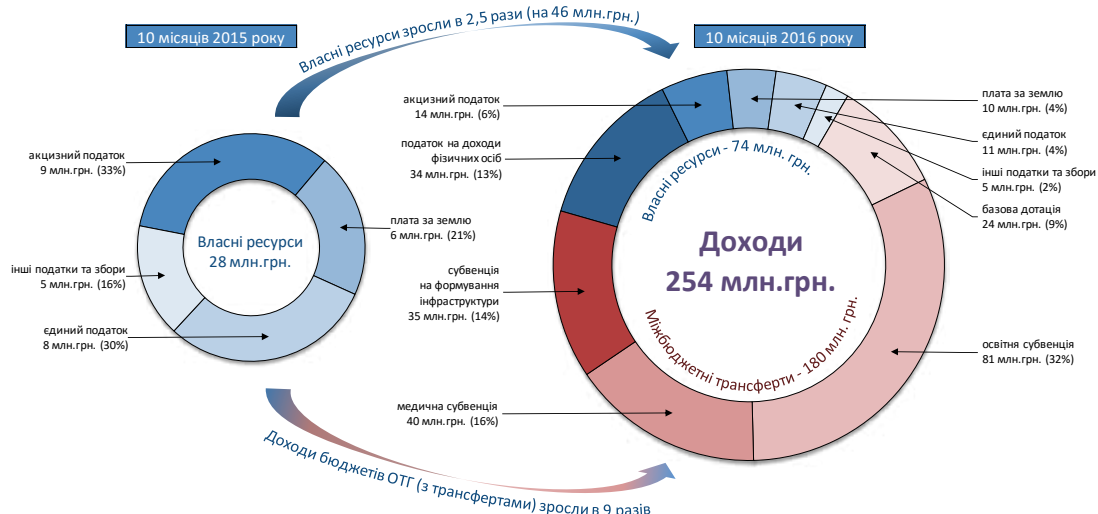 Власні ресурси зросли в 2,5 рази (на 46 млн.грн.)
10 місяців 2015 року
10 місяців 2016 року
акцизний податок
9 млн.грн. (33%)
плата за землю
6 млн.грн. (21%)
Власні ресурси
28 млн.грн.
інші податки та збори
5 млн.грн. (16%)
єдиний податок
8 млн.грн. (30%)
акцизний податок
14 млн.грн. (6%)
податок на доходи
фізичних осіб
34 млн.грн. (13%)
субвенція
на формування
інфраструктури
35 млн.грн. (14%)
медична субвенція
40 млн.грн. (16%)
Власні ресурси - 74 млн. грн.
Доходи
254 млн.грн.
Міжбюджетні трансферти - 180 млн. грн.
плата за землю
10 млн.грн. (4%)
єдиний податок
11 млн.грн. (4%)
інші податки та збори
5 млн.грн. (2%)
базова дотація
24 млн.грн. (9%)
освітня субвенція
81 млн.грн. (32%)
Доходи бюджетів ОТГ (з трансфертами) зросли в 9 разів